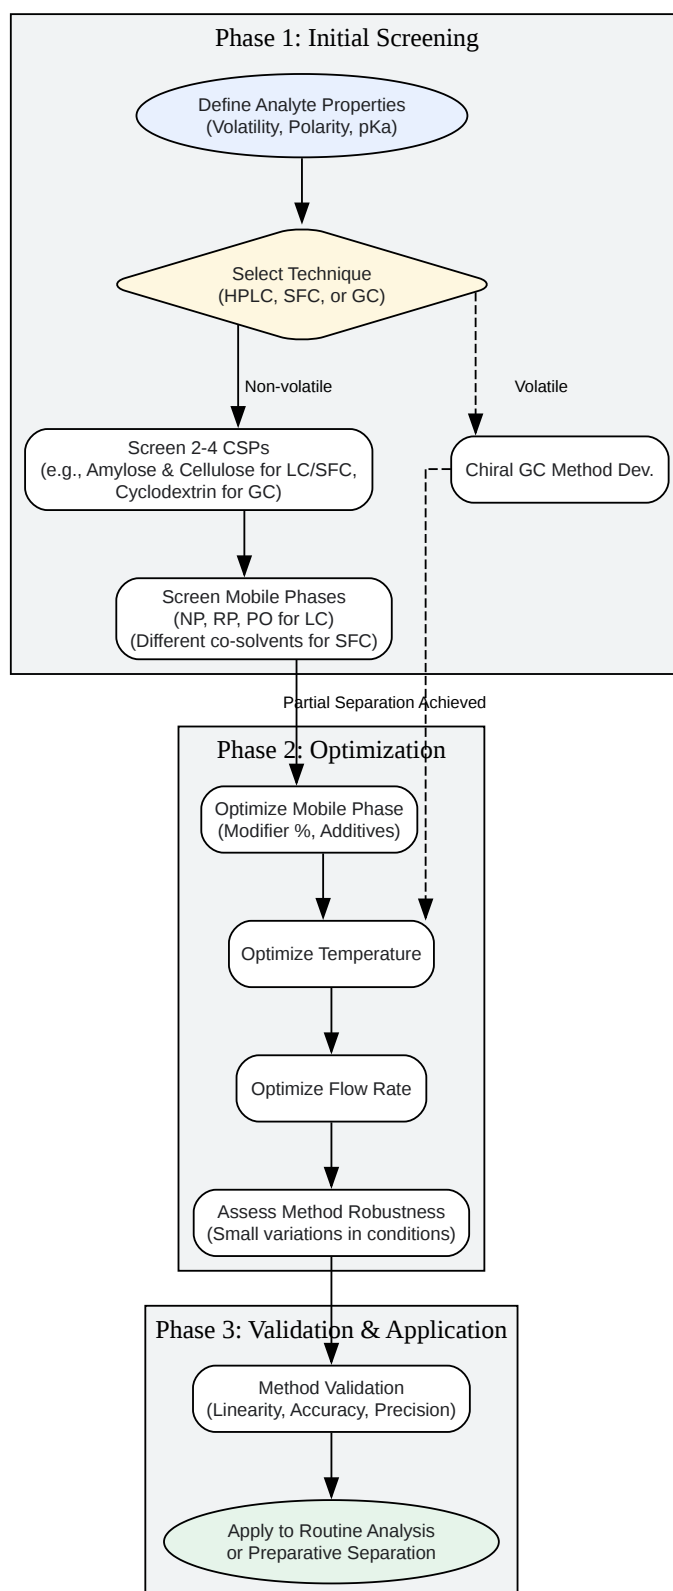 Phase 1: Initial Screening
Define Analyte Properties
(Volatility, Polarity, pKa)
Select Technique
(HPLC, SFC, or GC)
Non-volatile
Volatile
Screen 2-4 CSPs
(e.g., Amylose & Cellulose for LC/SFC,
Cyclodextrin for GC)
Chiral GC Method Dev.
Screen Mobile Phases
(NP, RP, PO for LC)
(Different co-solvents for SFC)
Partial Separation Achieved
Phase 2: Optimization
Optimize Mobile Phase
(Modifier %, Additives)
Optimize Temperature
Optimize Flow Rate
Assess Method Robustness
(Small variations in conditions)
Phase 3: Validation & Application
Method Validation
(Linearity, Accuracy, Precision)
Apply to Routine Analysis
or Preparative Separation